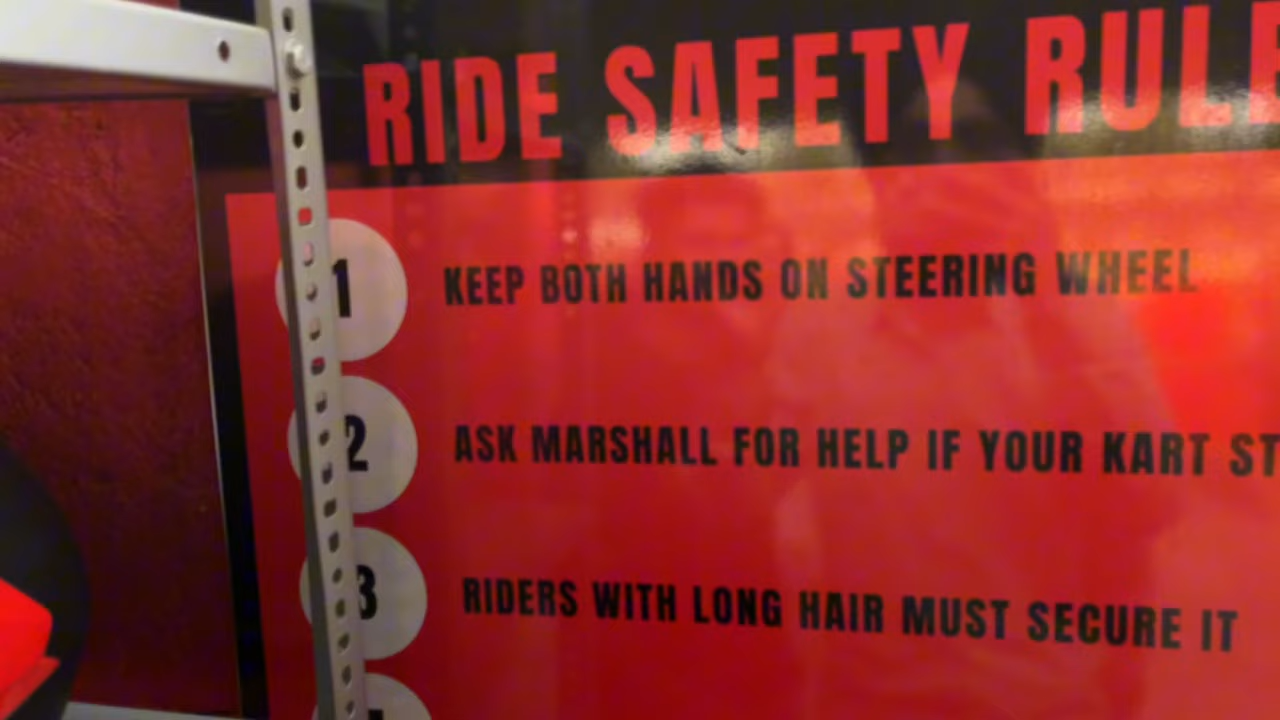 RIDE SAFETY RULE
1 KEEP BOTH HANDS ON STEERING WHEEL
2 ASK MARSHALL FOR HELP IF YOUR KART ST
3 RIDERS WITH LONG HAIR MUST SECURE IT